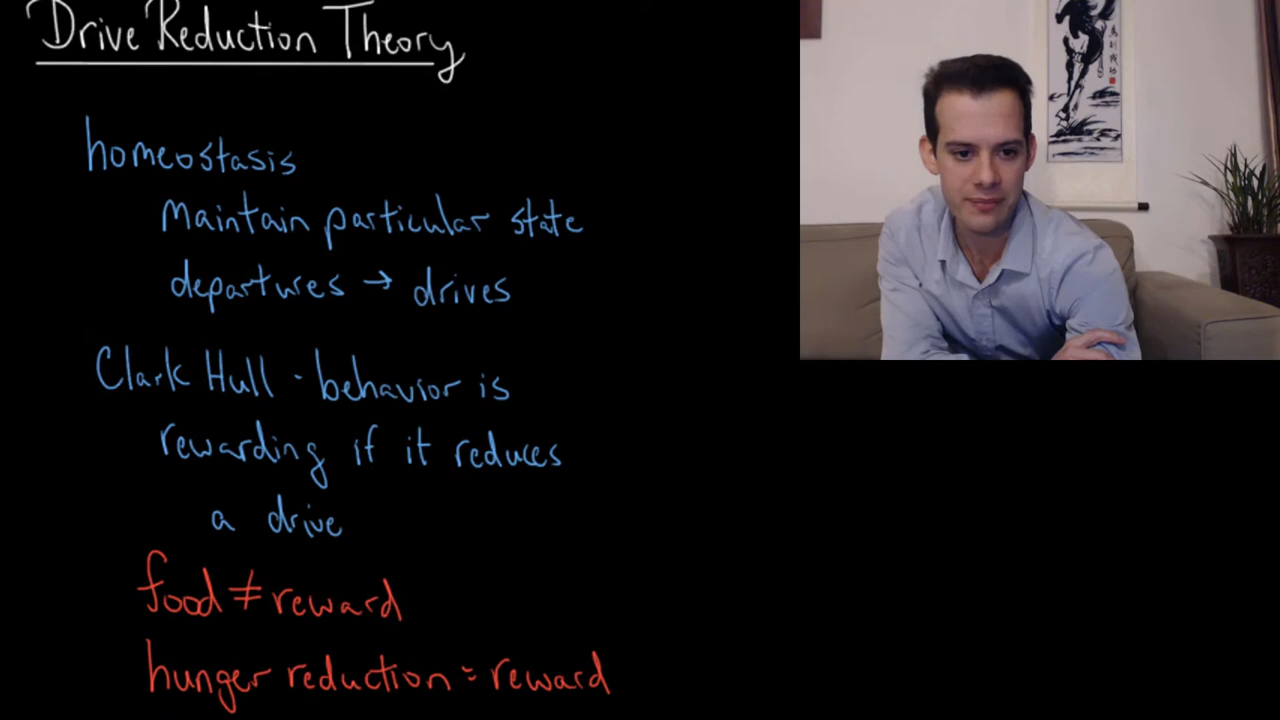 Drive Reduction Theory
homeostasis
Maintain particular state
departures → drives
Clark Hull - behavior is
rewarding if it reduces
a drive
food ≠ reward
hunger reduction = reward